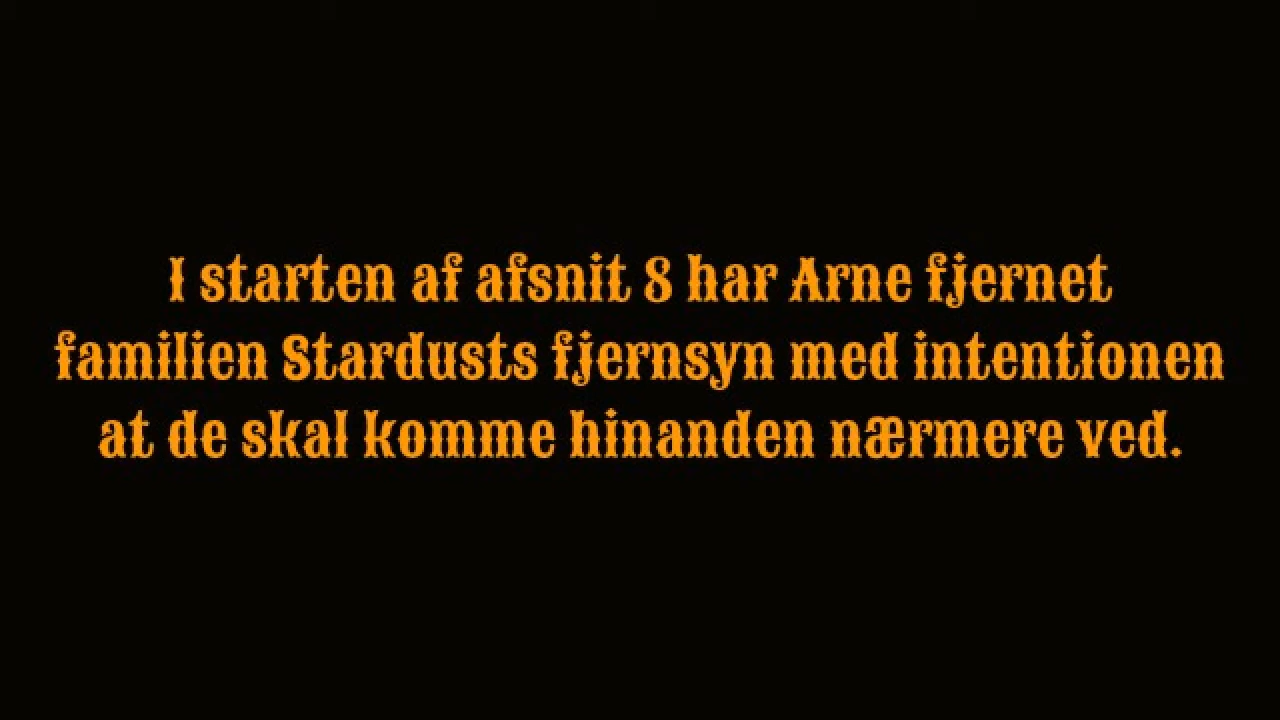 I starten af afsnit 8 har Arne fjernet
familien Stardusts fjernsyn med intentionen
at de skal komme hinanden nærmere ved.